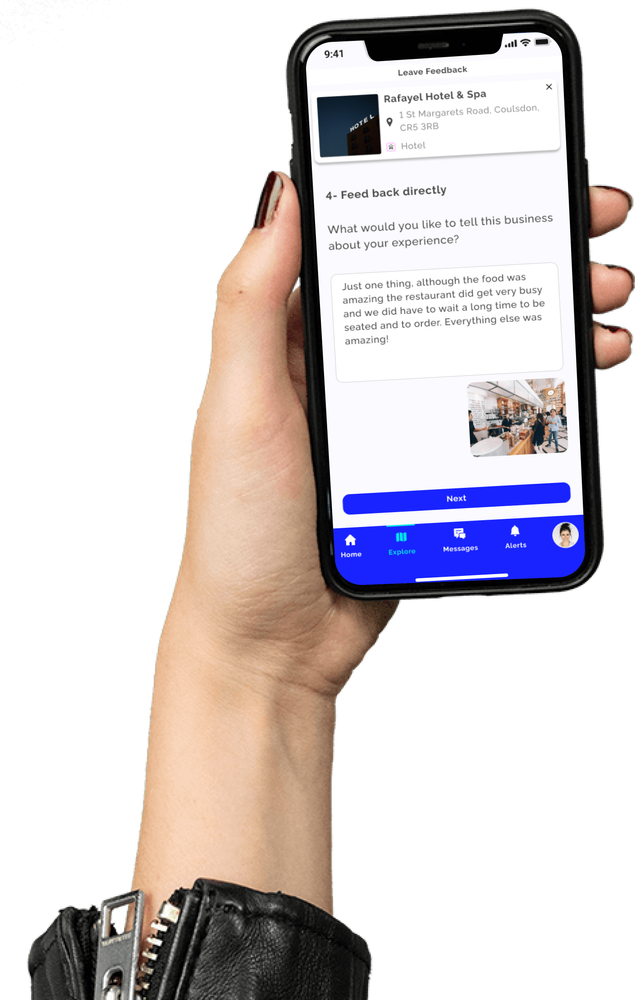 9:41
Leave Feedback
Rafayel Hotel & Spa
HOTEL
1 St Margarets Road, Coulsdon,
CR5 3RB
Hotel
4- Feed back directly
What would you like to tell this business
about your experience?
Just one thing, although the food was
amazing the restaurant did get very busy
and we did have to wait a long time to be
seated and to order. Everything else was
amazing!
Next
Home
Explore
Messages
Alerts